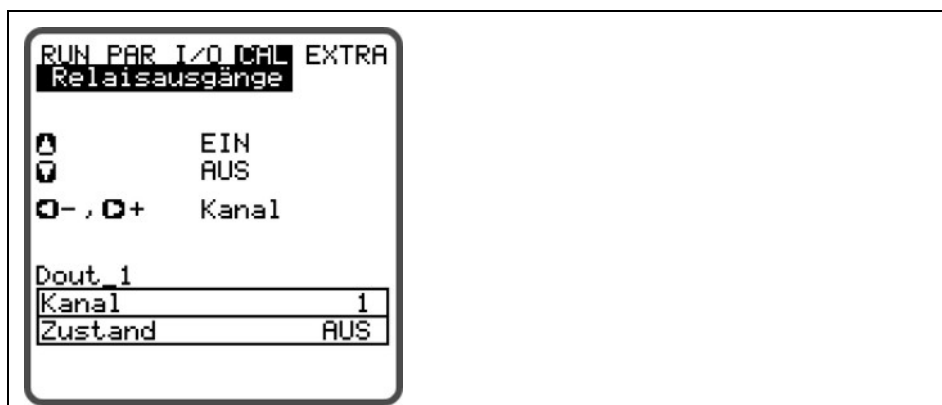 RUN PAR I/O CAL EXTRA
Relaisausgänge
EIN
AUS
- , + Kanal
Dout_1
Kanal 1
Zustand AUS